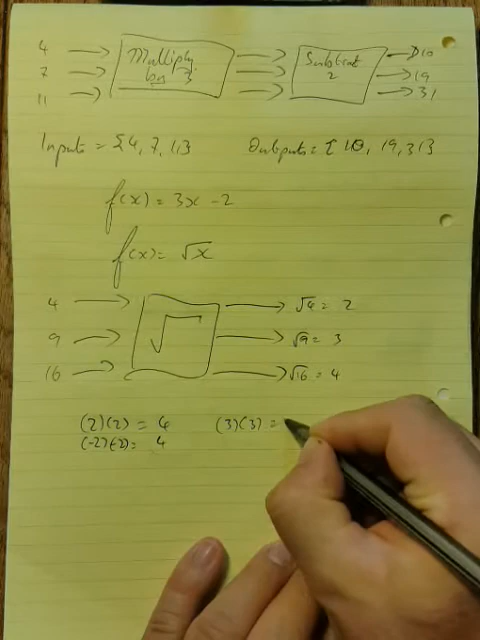 4 Multiply Subtract 10
7 by 3 2 19
11 31
Inputs = {4, 7, 11} Outputs = { 10, 19, 31}
f(x) = 3x - 2
f(x) = √x
4 √4 = 2
9 √ √9 = 3
16 √16 = 4
(2)(2) = 4 (3)(3) =
(-2)(-2) = 4